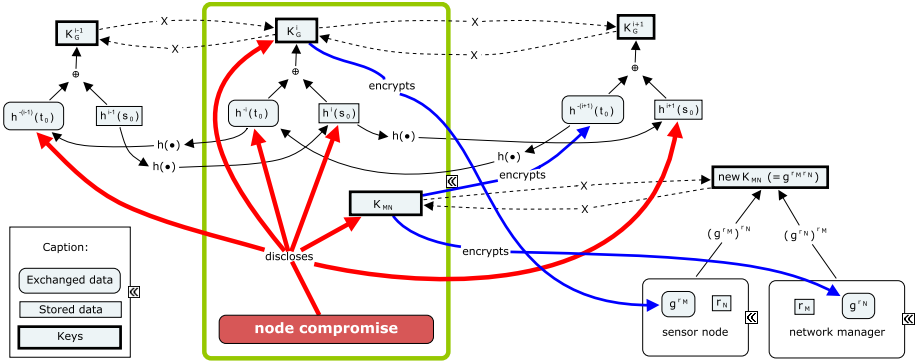 K_G^i-1
K_G^i
K_G^i+1
X
X
X
X
⊕
⊕
⊕
encrypts
h^-(i-1)(t_0)
h^i-1(s_0)
h^-i(t_0)
h^i(s_0)
h^-(i+1)(t_0)
h^i+1(s_0)
h(•)
h(•)
h(•)
h(•)
encrypts
K_MN
X
X
new K_MN (=g^r_M r_N)
(g^r_M)^r_N
(g^r_N)^r_M
encrypts
discloses
Caption:
Exchanged data
Stored data
Keys
node compromise
g^r_M
r_N
sensor node
r_M
g^r_N
network manager